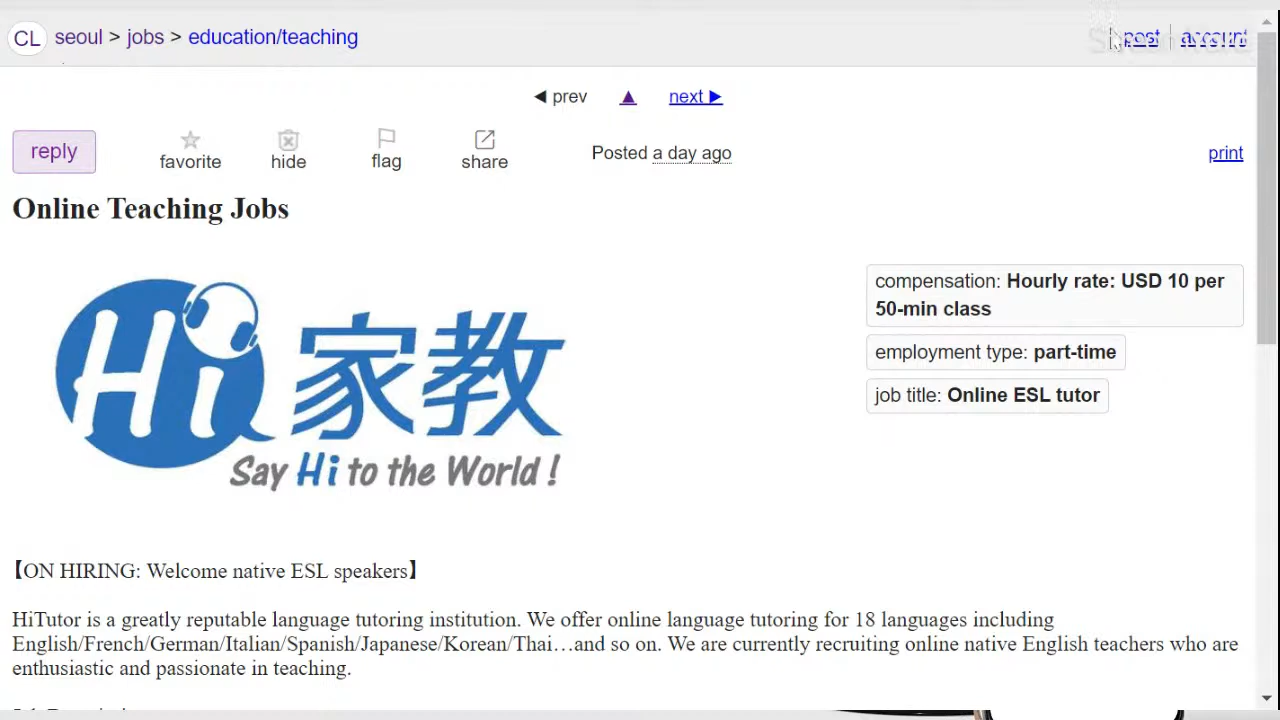 CL seoul > jobs > education/teaching
post | account
◄ prev ▲ next ►
reply
favorite
hide
flag
share
Posted a day ago
print
Online Teaching Jobs
Hi 家教
Say Hi to the World !
compensation: Hourly rate: USD 10 per
50-min class
employment type: part-time
job title: Online ESL tutor
【ON HIRING: Welcome native ESL speakers】
HiTutor is a greatly reputable language tutoring institution. We offer online language tutoring for 18 languages including
English/French/German/Italian/Spanish/Japanese/Korean/Thai…and so on. We are currently recruiting online native English teachers who are
enthusiastic and passionate in teaching.